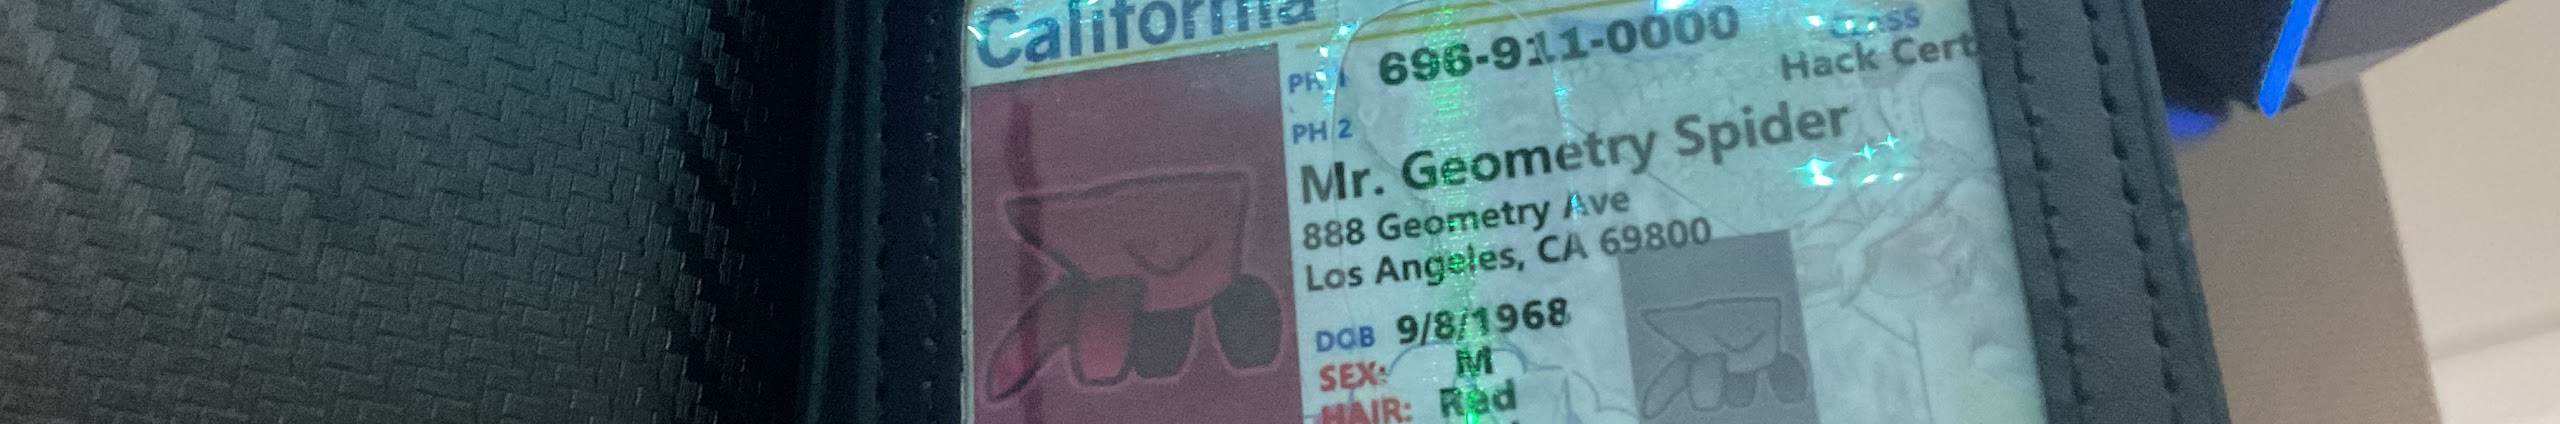 California
PH 1 696-911-0000
CLASS
Hack Cert
PH 2
Mr. Geometry Spider
888 Geometry Ave
Los Angeles, CA 69800
DOB 9/8/1968
SEX: M
HAIR: Red